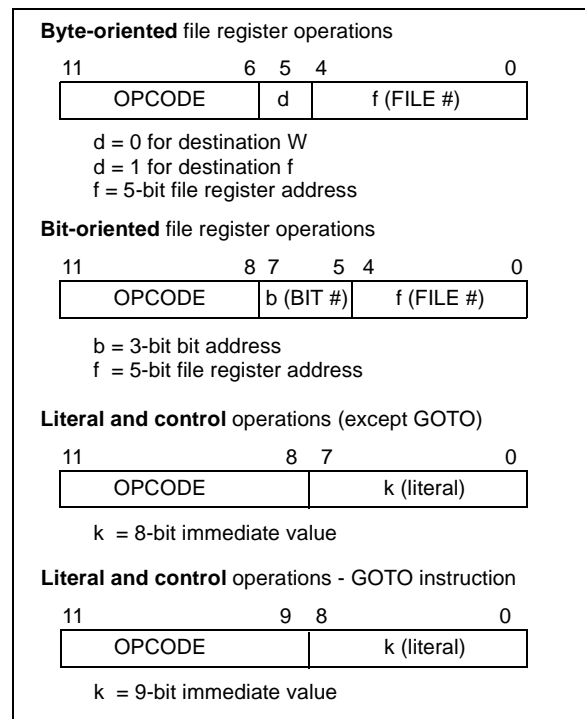 Byte-oriented file register operations
11 6 5 4 0
OPCODE d f (FILE #)
d = 0 for destination W
d = 1 for destination f
f = 5-bit file register address
Bit-oriented file register operations
11 8 7 5 4 0
OPCODE b (BIT #) f (FILE #)
b = 3-bit bit address
f = 5-bit file register address
Literal and control operations (except GOTO)
11 8 7 0
OPCODE k (literal)
k = 8-bit immediate value
Literal and control operations - GOTO instruction
11 9 8 0
OPCODE k (literal)
k = 9-bit immediate value